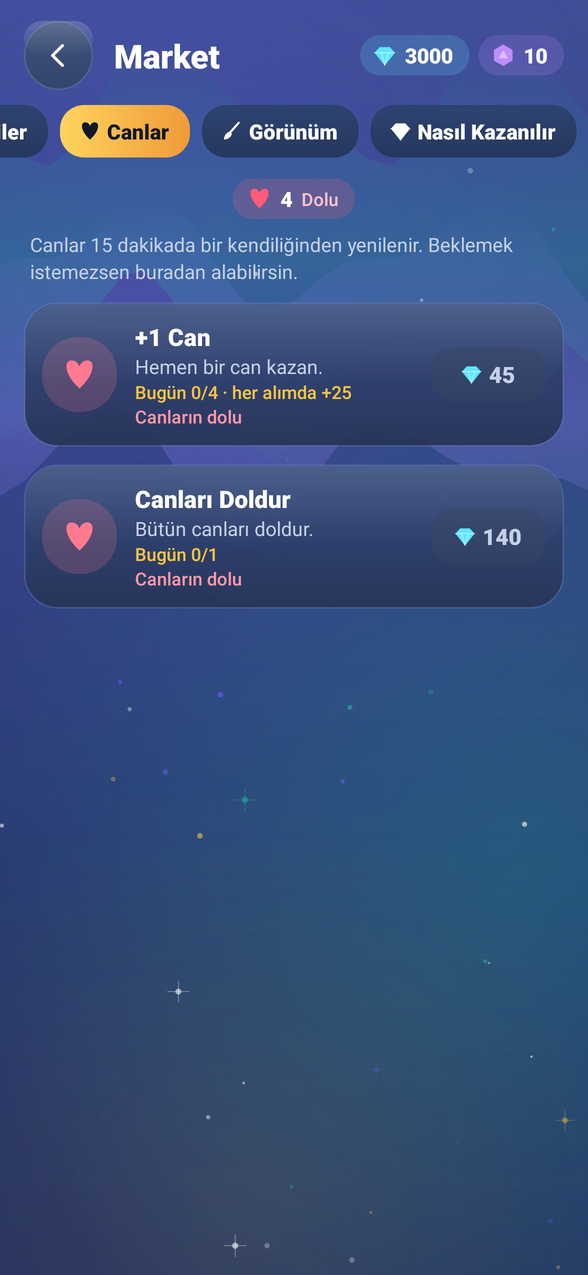 Market
3000
10
ler
Canlar
Görünüm
Nasıl Kazanılır
4 Dolu
Canlar 15 dakikada bir kendiliğinden yenilenir. Beklemek
istemezsen buradan alabilirsin.
+1 Can
Hemen bir can kazan.
Bugün 0/4 · her alımda +25
Canların dolu
45
Canları Doldur
Bütün canları doldur.
Bugün 0/1
Canların dolu
140